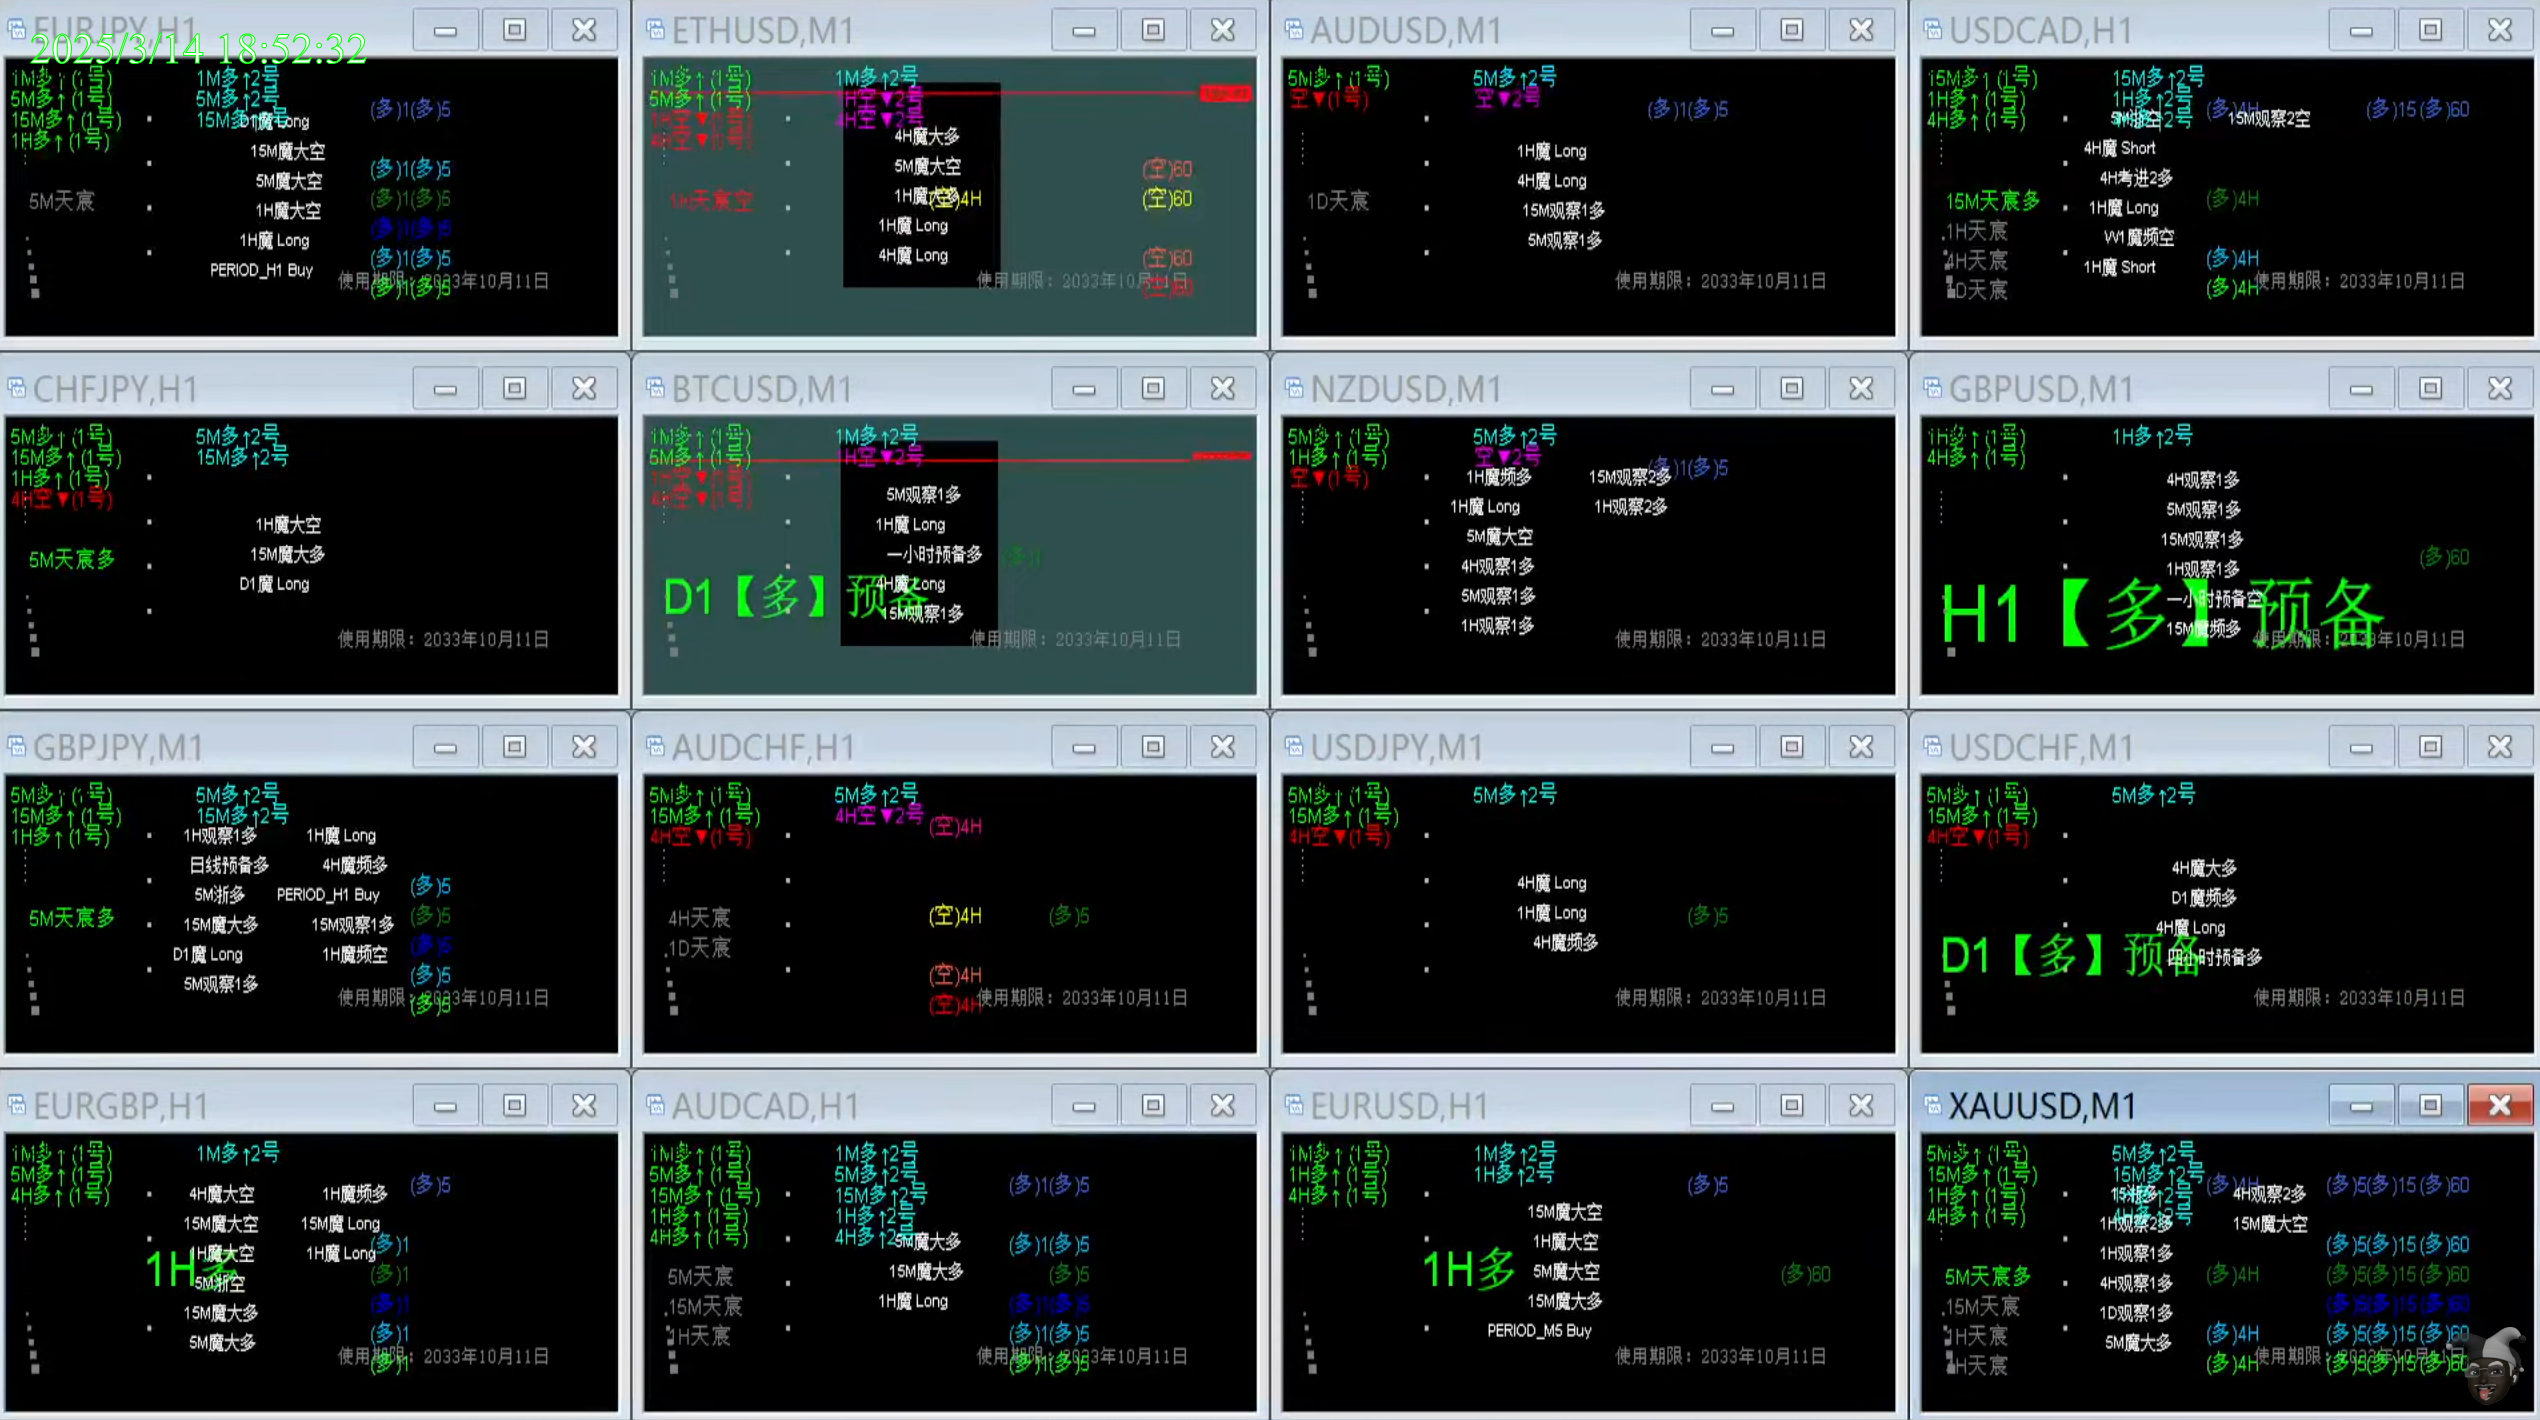 EURJPY,H1
2025/3/14 18:52:32
1M多↑(1号) 1M多↑2号
5M多↑(1号) 5M多↑2号
15M多↑(1号) 15M多↑2号
1H多↑(1号)
(多)1(多)5
D1魔 Long
15M魔大空
5M魔大空 (多)1(多)5
5M天宸 1H魔大空 (多)1(多)5
(多)1(多)5
1H魔 Long (多)1(多)5
PERIOD_H1 Buy
(多)1(多)5
使用期限：2033年10月11日
ETHUSD,M1
1M多↑(1号) 1M多↑2号
5M多↑(1号) 1H空▼2号
1H空▼(1号) 4H空▼2号
4H空▼(1号)
4H魔大多
5M魔大空 (空)60
1H天宸空 1H魔大多 (空)4H (空)60
1H魔 Long
4H魔 Long (空)60
(空)60
使用期限：2033年10月11日
AUDUSD,M1
5M多↑(1号) 5M多↑2号
空▼(1号) 空▼2号
(多)1(多)5
1H魔 Long
4H魔 Long
1D天宸 15M观察1多
5M观察1多
使用期限：2033年10月11日
USDCAD,H1
15M多↑(1号) 15M多↑2号
1H多↑(1号) 1H多↑2号
4H多↑(1号) 4H多↑2号
(多)4H (多)15(多)60
15M观察2空
4H魔 Short
4H考进2多
15M天宸多 1H魔 Long (多)4H
1H天宸 W1魔频空
4H天宸 1H魔 Short (多)4H
1D天宸 (多)4H
使用期限：2033年10月11日
CHFJPY,H1
5M多↑(1号) 5M多↑2号
15M多↑(1号) 15M多↑2号
1H多↑(1号)
4H空▼(1号)
1H魔大空
5M天宸多 15M魔大多
D1魔 Long
使用期限：2033年10月11日
BTCUSD,M1
1M多↑(1号) 1M多↑2号
5M多↑(1号) 1H空▼2号
1H空▼(1号)
4H空▼(1号)
5M观察1多
1H魔 Long
一小时预备多 (多)1
4H魔 Long
D1【多】预备
15M观察1多
使用期限：2033年10月11日
NZDUSD,M1
5M多↑(1号) 5M多↑2号
1H多↑(1号) 空▼2号
空▼(1号)
1H魔频多 15M观察2多 (多)1(多)5
1H魔 Long 1H观察2多
5M魔大空
4H观察1多
5M观察1多
1H观察1多
使用期限：2033年10月11日
GBPUSD,M1
1H多↑(1号) 1H多↑2号
4H多↑(1号)
4H观察1多
5M观察1多
15M观察1多 (多)60
1H观察1多
一小时预备空
H1【多】预备
15M魔频多
使用期限：2033年10月11日
GBPJPY,M1
5M多↑(1号) 5M多↑2号
15M多↑(1号) 15M多↑2号
1H多↑(1号)
1H观察1多 1H魔 Long
日线预备多 4H魔频多
5M浙多 PERIOD_H1 Buy (多)5
5M天宸多 15M魔大多 15M观察1多 (多)5
D1魔 Long 1H魔频空 (多)5
5M观察1多 (多)5
(多)5
使用期限：2033年10月11日
AUDCHF,H1
5M多↑(1号) 5M多↑2号
15M多↑(1号) 4H空▼2号
4H空▼(1号) (空)4H
4H天宸 (空)4H (多)5
1D天宸
(空)4H
(空)4H
使用期限：2033年10月11日
USDJPY,M1
5M多↑(1号) 5M多↑2号
15M多↑(1号)
4H空▼(1号)
4H魔 Long
1H魔 Long (多)5
4H魔频多
使用期限：2033年10月11日
USDCHF,M1
5M多↑(1号) 5M多↑2号
15M多↑(1号)
4H空▼(1号)
4H魔大多
D1魔频多
4H魔 Long
D1【多】预备
四小时预备多
使用期限：2033年10月11日
EURGBP,H1
1M多↑(1号) 1M多↑2号
5M多↑(1号)
4H多↑(1号)
4H魔大空 1H魔频多 (多)5
15M魔大空 15M魔 Long
1H魔大空 1H魔 Long (多)1
1H多 (多)1
5M浙空
15M魔大多 (多)1
5M魔大多 (多)1
(多)1
使用期限：2033年10月11日
AUDCAD,H1
1M多↑(1号) 1M多↑2号
5M多↑(1号) 5M多↑2号
15M多↑(1号) 15M多↑2号
1H多↑(1号) 1H多↑2号
4H多↑(1号) 4H多↑2号
(多)1(多)5
5M魔大多 (多)1(多)5
5M天宸 15M魔大多 (多)5
15M天宸 1H魔 Long (多)1(多)5
1H天宸 (多)1(多)5
(多)1(多)5
使用期限：2033年10月11日
EURUSD,H1
1M多↑(1号) 1M多↑2号
1H多↑(1号) 1H多↑2号
4H多↑(1号) (多)5
15M魔大空
1H魔大空
1H多 5M魔大空 (多)60
15M魔大多
PERIOD_M5 Buy
使用期限：2033年10月11日
XAUUSD,M1
5M多↑(1号) 5M多↑2号
15M多↑(1号) 15M多↑2号
1H多↑(1号) 1H多↑2号
4H多↑(1号) 4H多↑2号
(多)4H (多)5(多)15(多)60
4H观察2多
1H观察2多 15M魔大空
1H观察1多 (多)5(多)15(多)60
5M天宸多 4H观察1多 (多)4H (多)5(多)15(多)60
15M天宸 1D观察1多 (多)5(多)15(多)60
1H天宸 5M魔大多 (多)4H (多)5(多)15(多)60
4H天宸 (多)4H (多)5(多)15(多)60
使用期限：2033年10月11日